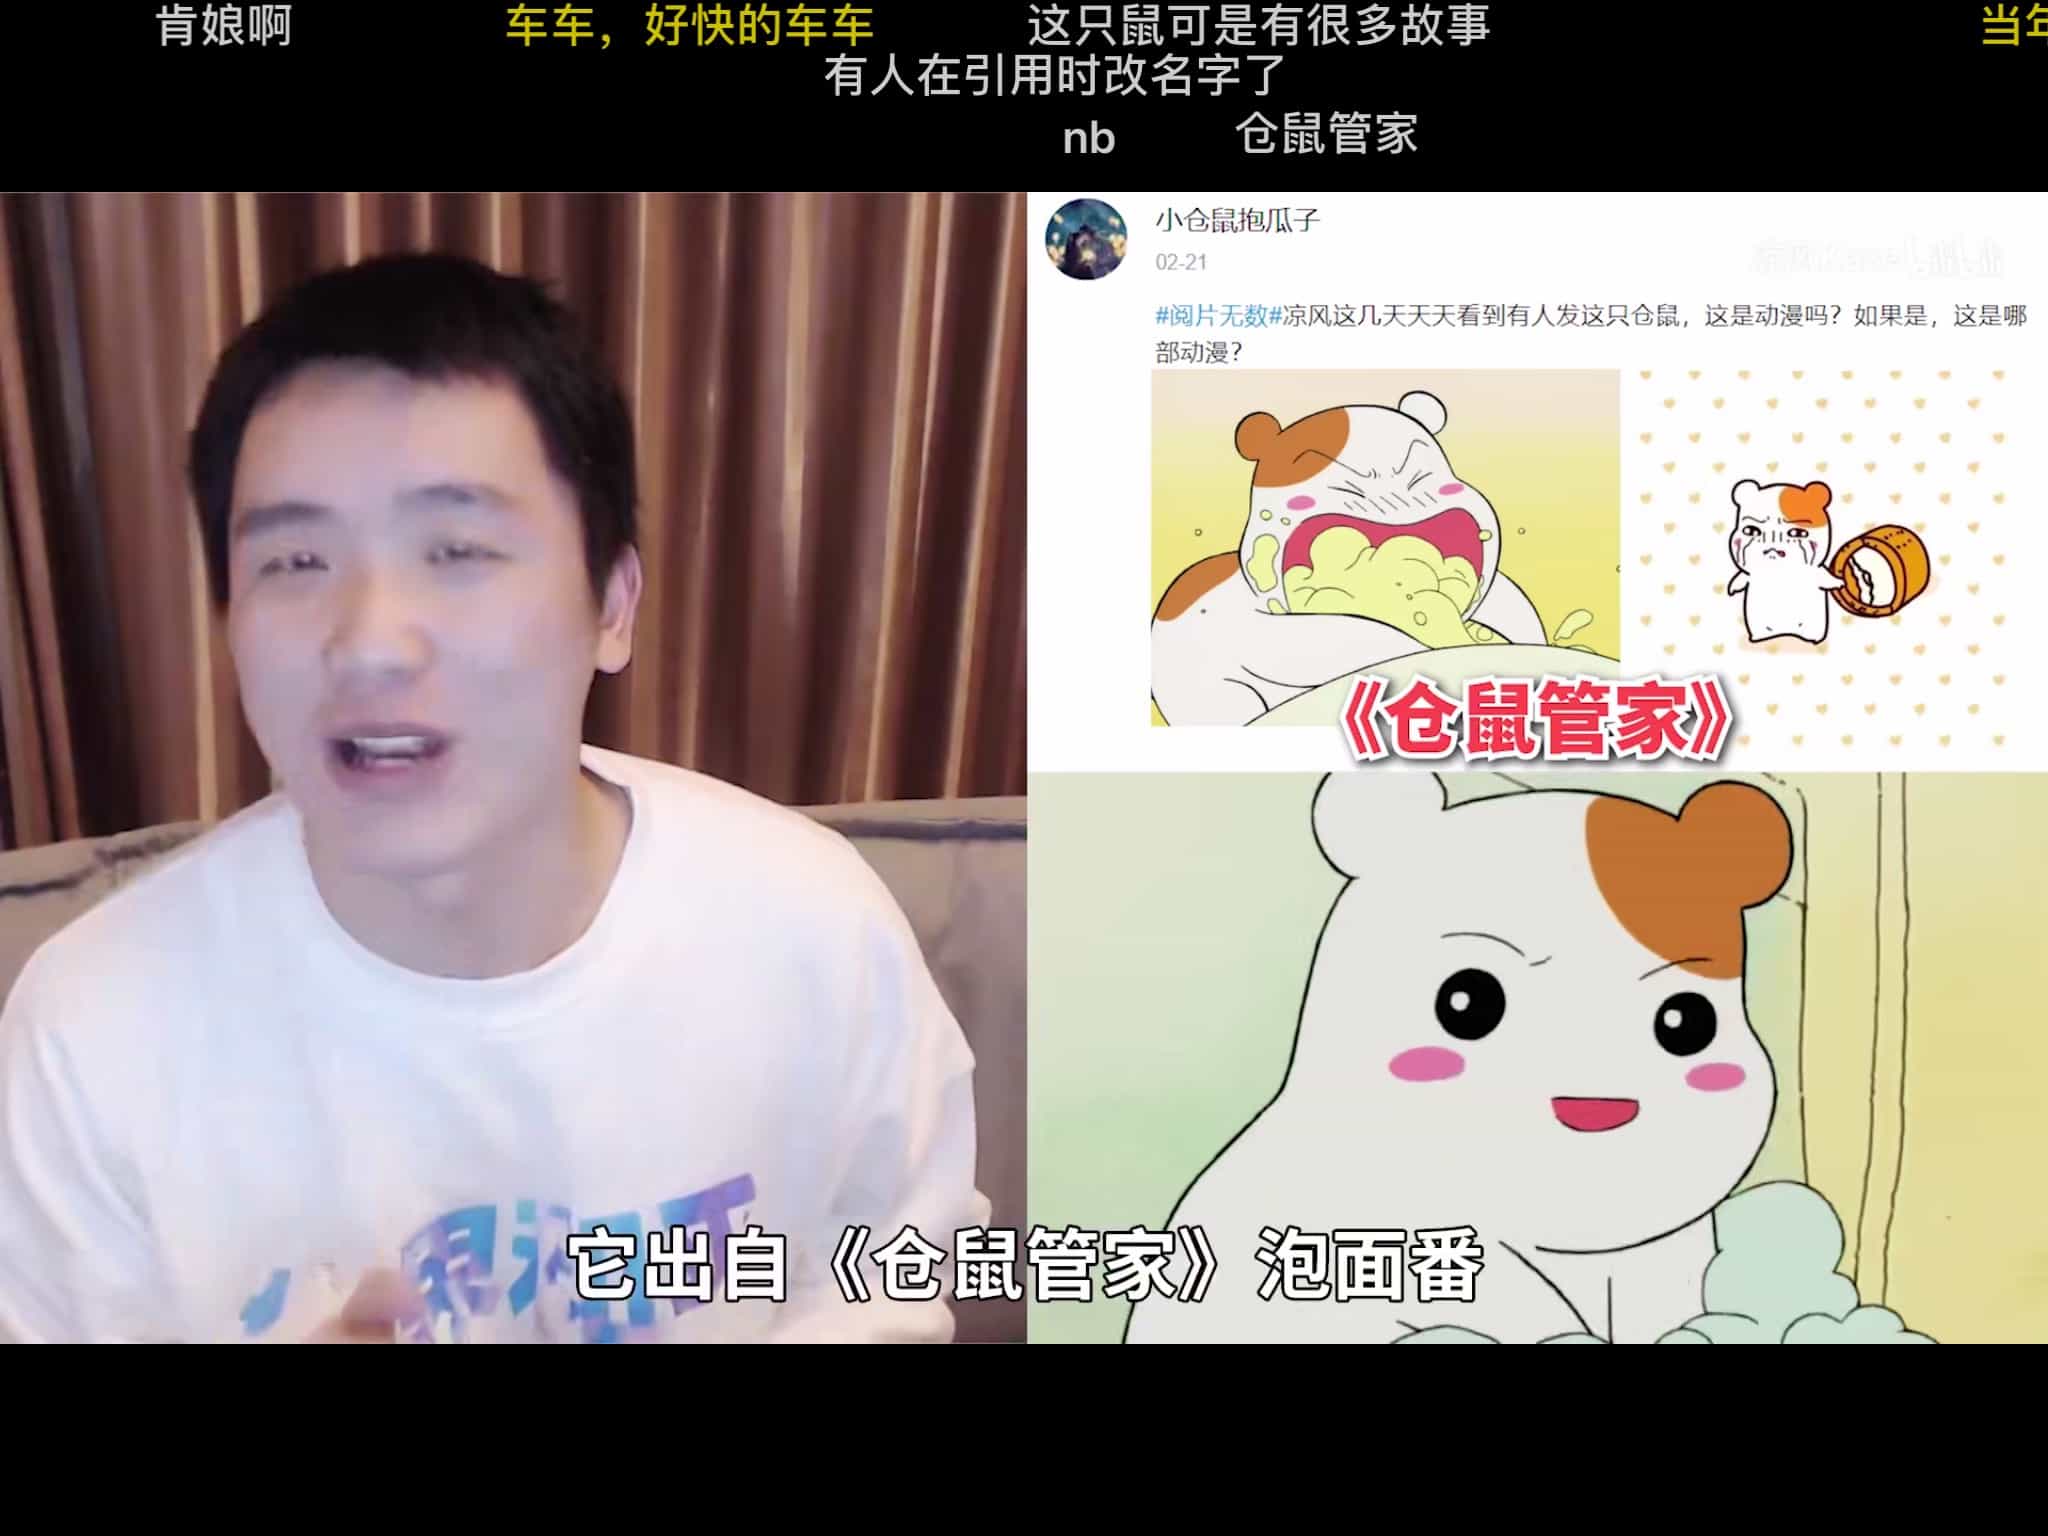 肯娘啊
车车，好快的车车
这只鼠可是有很多故事
当年
有人在引用时改名字了
nb
仓鼠管家
小仓鼠抱瓜子
02-21
#阅片无数#凉风这几天天天看到有人发这只仓鼠，这是动漫吗？如果是，这是哪
部动漫？
《仓鼠管家》
它出自《仓鼠管家》泡面番